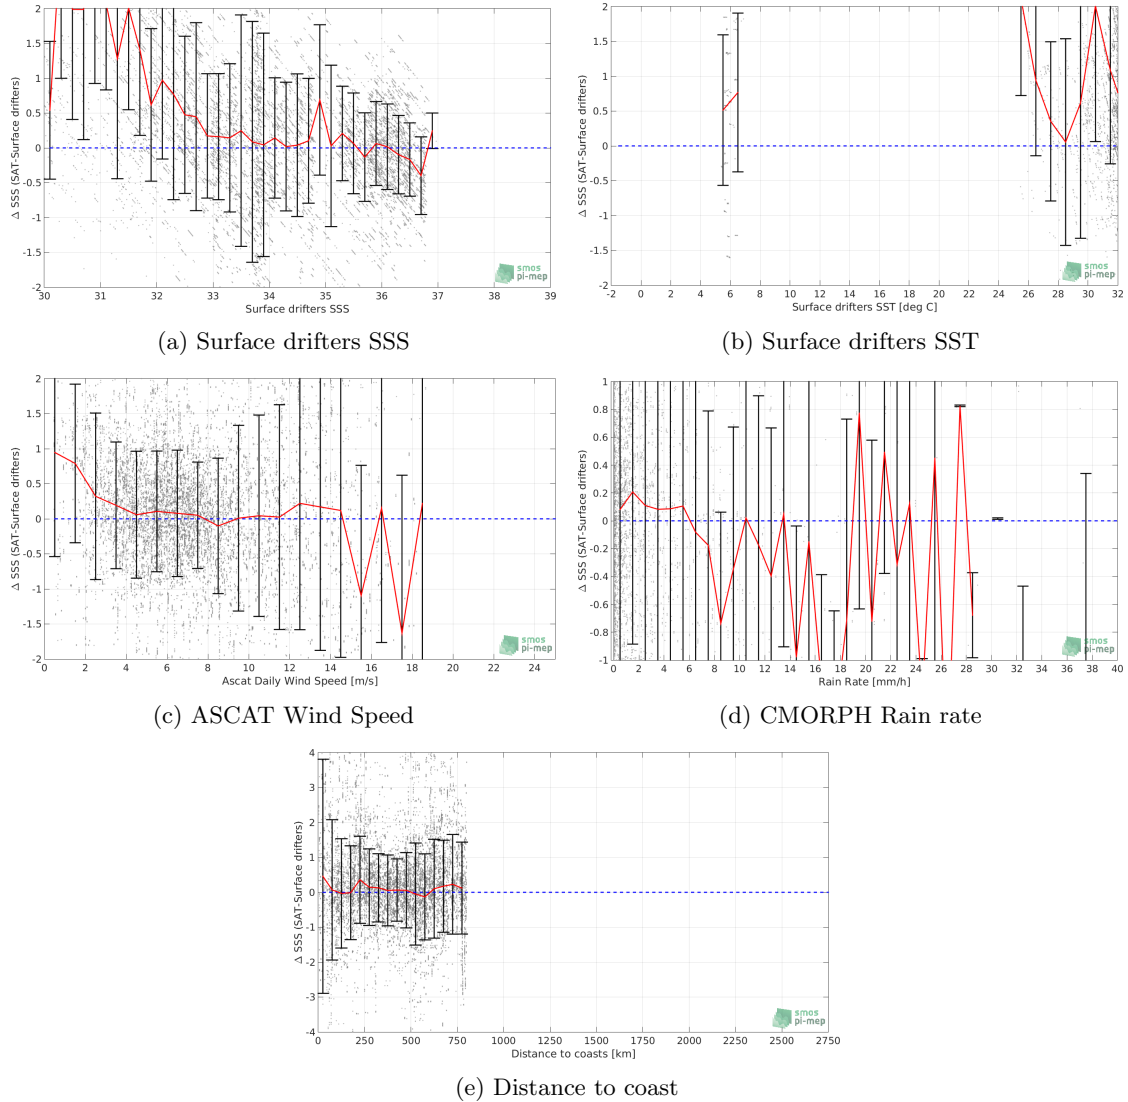 2
1.5
1
0.5
0
-0.5
-1
-1.5
-2
30 31 32 33 34 35 36 37 38 39
Δ SSS (SAT-Surface drifters)
Surface drifters SSS
smos
pi-mep
(a) Surface drifters SSS
2
1.5
1
0.5
0
-0.5
-1
-1.5
-2
-2 0 2 4 6 8 10 12 14 16 18 20 22 24 26 28 30 32
Δ SSS (SAT-Surface drifters)
Surface drifters SST [deg C]
smos
pi-mep
(b) Surface drifters SST
2
1.5
1
0.5
0
-0.5
-1
-1.5
-2
0 2 4 6 8 10 12 14 16 18 20 22 24
Δ SSS (SAT-Surface drifters)
Ascat Daily Wind Speed [m/s]
smos
pi-mep
(c) ASCAT Wind Speed
1
0.8
0.6
0.4
0.2
0
-0.2
-0.4
-0.6
-0.8
-1
0 2 4 6 8 10 12 14 16 18 20 22 24 26 28 30 32 34 36 38 40
Δ SSS (SAT-Surface drifters)
Rain Rate [mm/h]
smos
pi-mep
(d) CMORPH Rain rate
4
3
2
1
0
-1
-2
-3
-4
0 250 500 750 1000 1250 1500 1750 2000 2250 2500 2750
Δ SSS (SAT-Surface drifters)
Distance to coasts [km]
smos
pi-mep
(e) Distance to coast